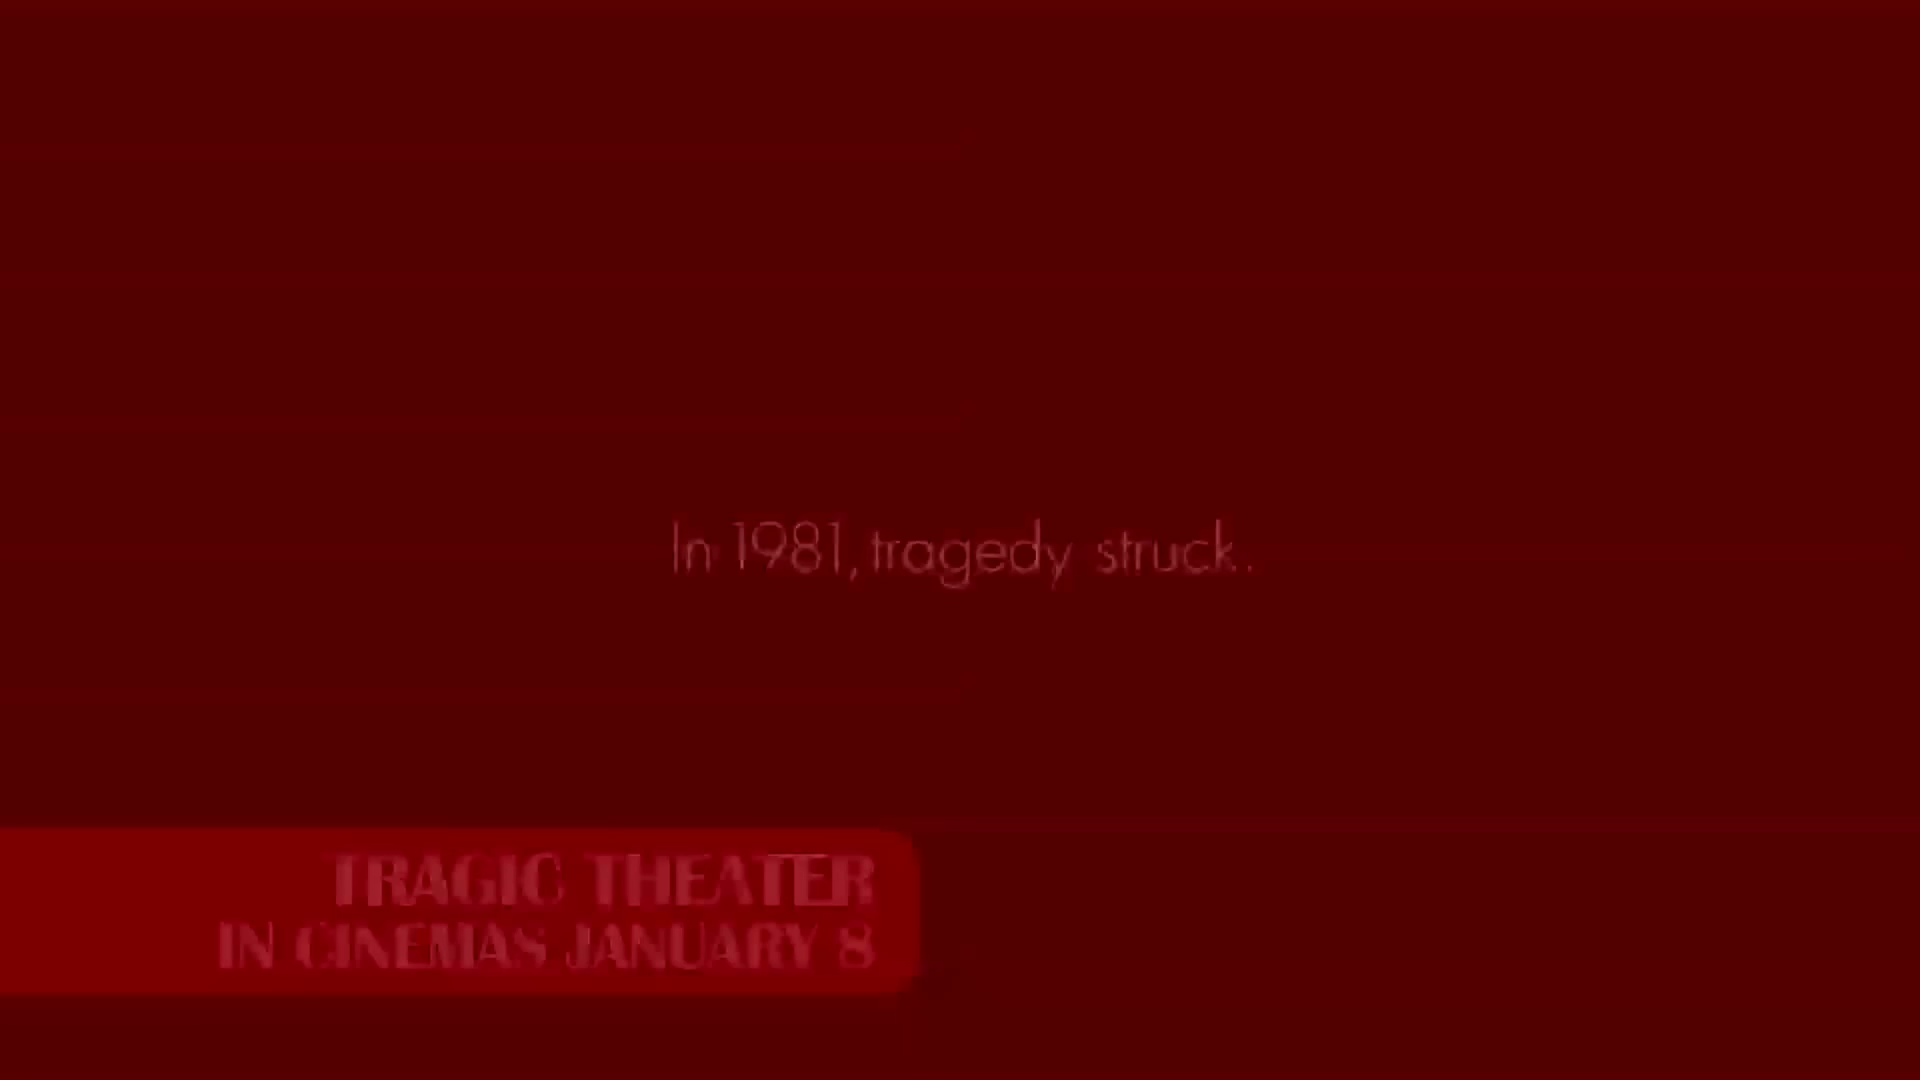 In 1981, tragedy struck.
TRAGIC THEATER
IN CINEMAS JANUARY 8